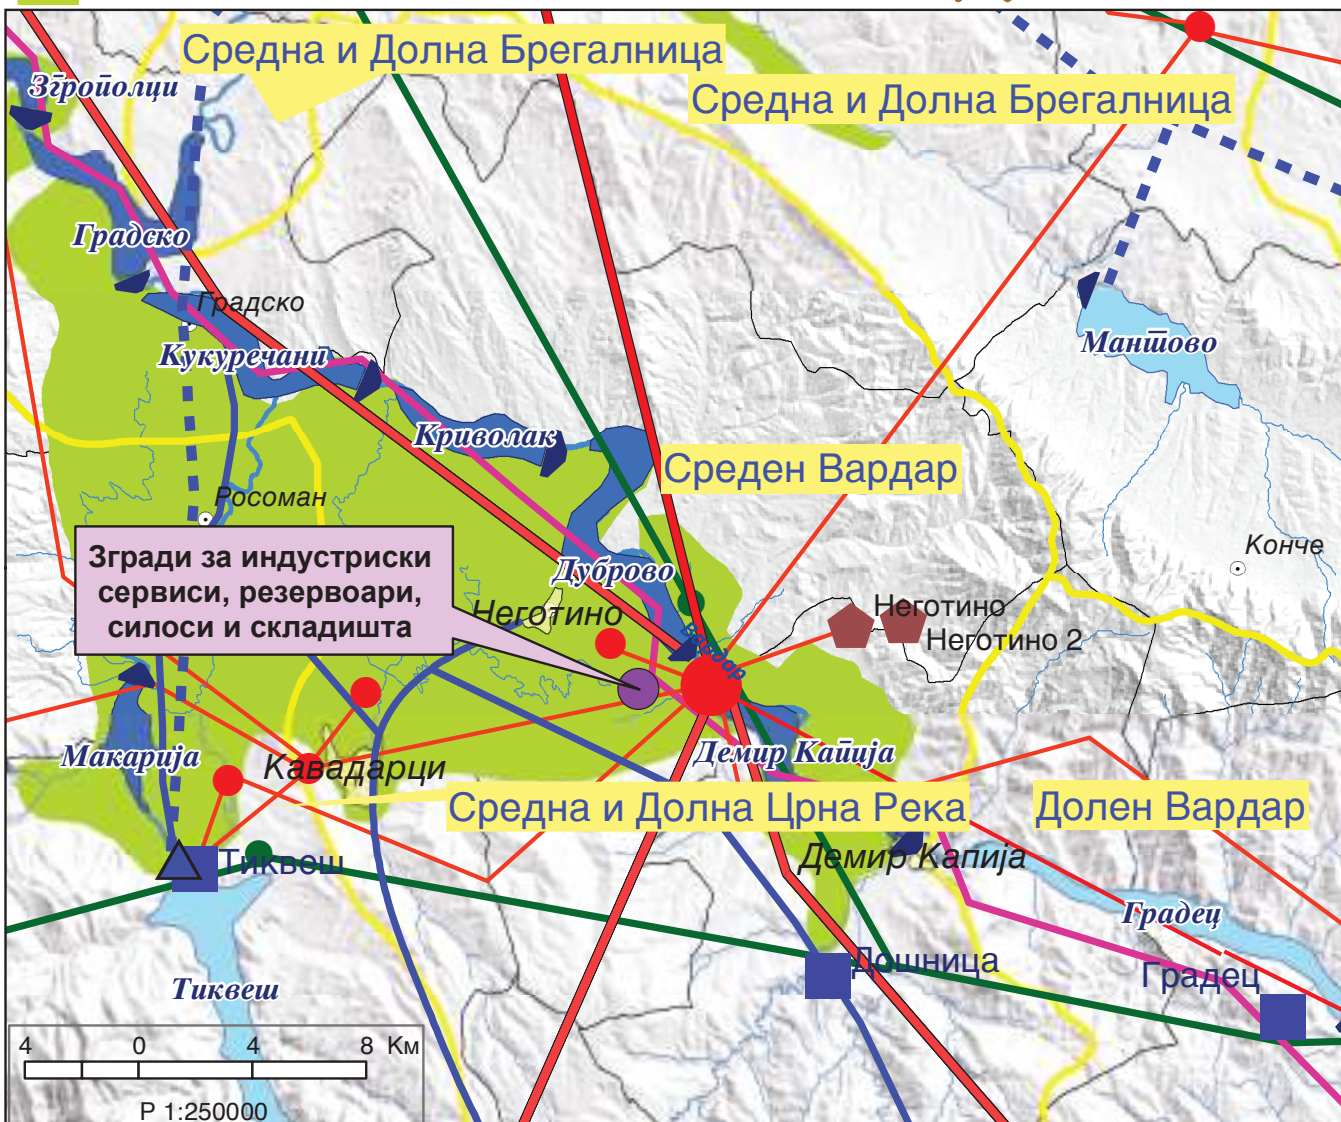 Средна и Долна Брегалница
Згрополци
Средна и Долна Брегалница
Градско
Градско
Кукуречани
Мантово
Криволак
Среден Вардар
Росоман
Конче
Згради за индустриски
сервиси, резервоари,
силоси и складишта
Дуброво
Неготино
Неготино
Неготино 2
Вардар
Макарија
Кавадарци
Демир Капија
Средна и Долна Црна Река
Долен Вардар
Тиквеш
Демир Капија
Градец
Дошница
Градец
Тиквеш
4 0 4 8 Км
Р 1:250000